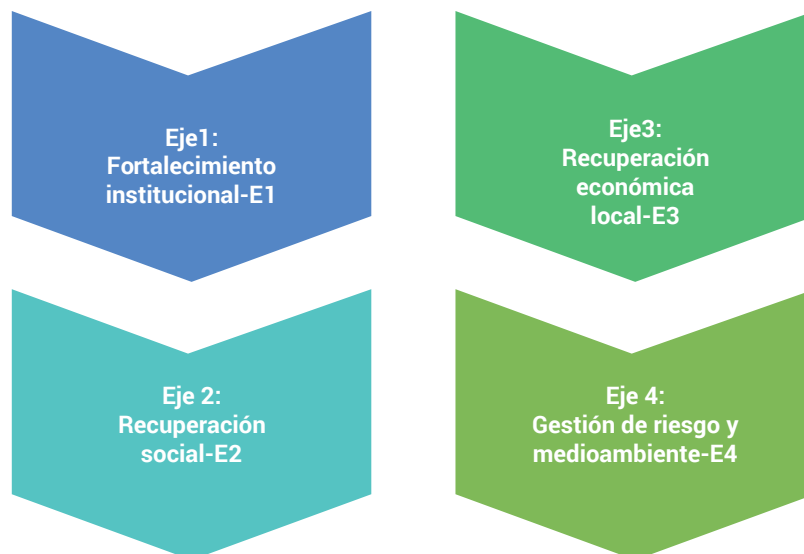 Eje1:
Fortalecimiento
institucional-E1
Eje 2:
Recuperación
social-E2
Eje3:
Recuperación
económica
local-E3
Eje 4:
Gestión de riesgo y
medioambiente-E4